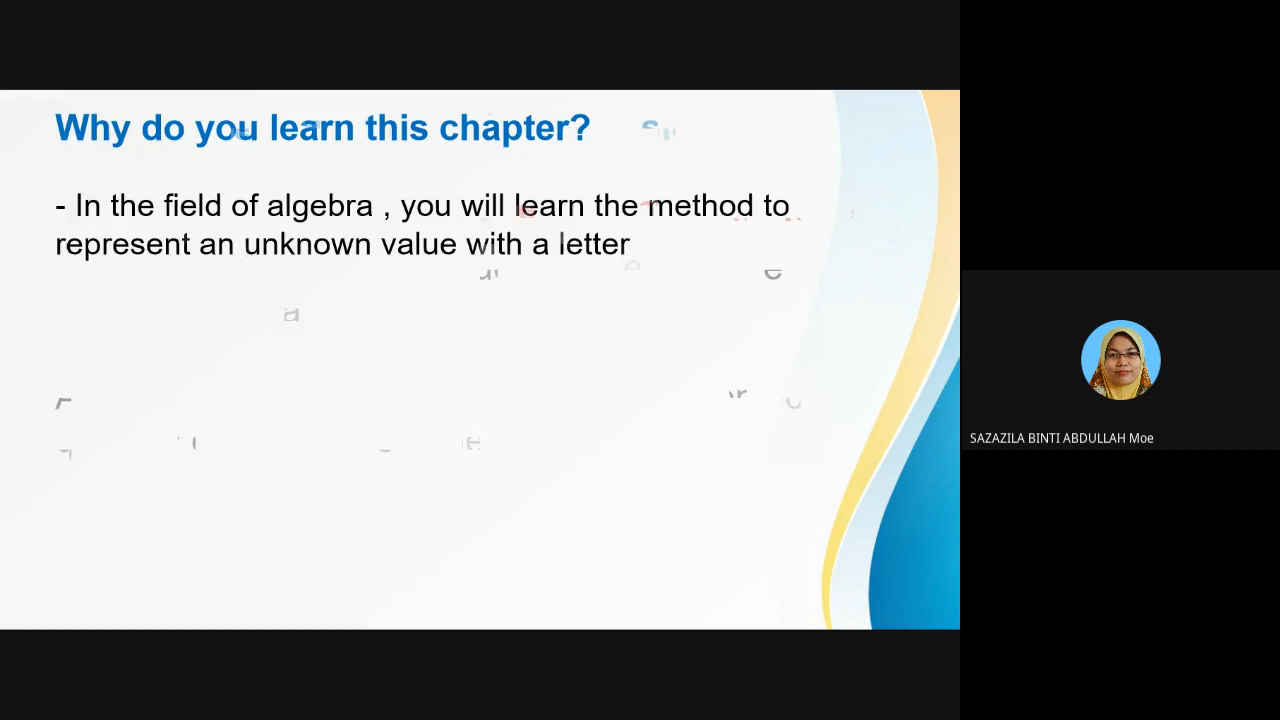 Why do you learn this chapter?
- In the field of algebra , you will learn the method to
represent an unknown value with a letter
SAZAZILA BINTI ABDULLAH Moe